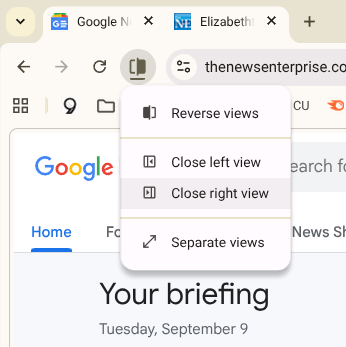 Google N
Elizabeth
thenewsenterprise.co
CU
Reverse views
Close left view
Close right view
Separate views
Google
earch fo
Home
Fo
News Sh
Your briefing
Tuesday, September 9